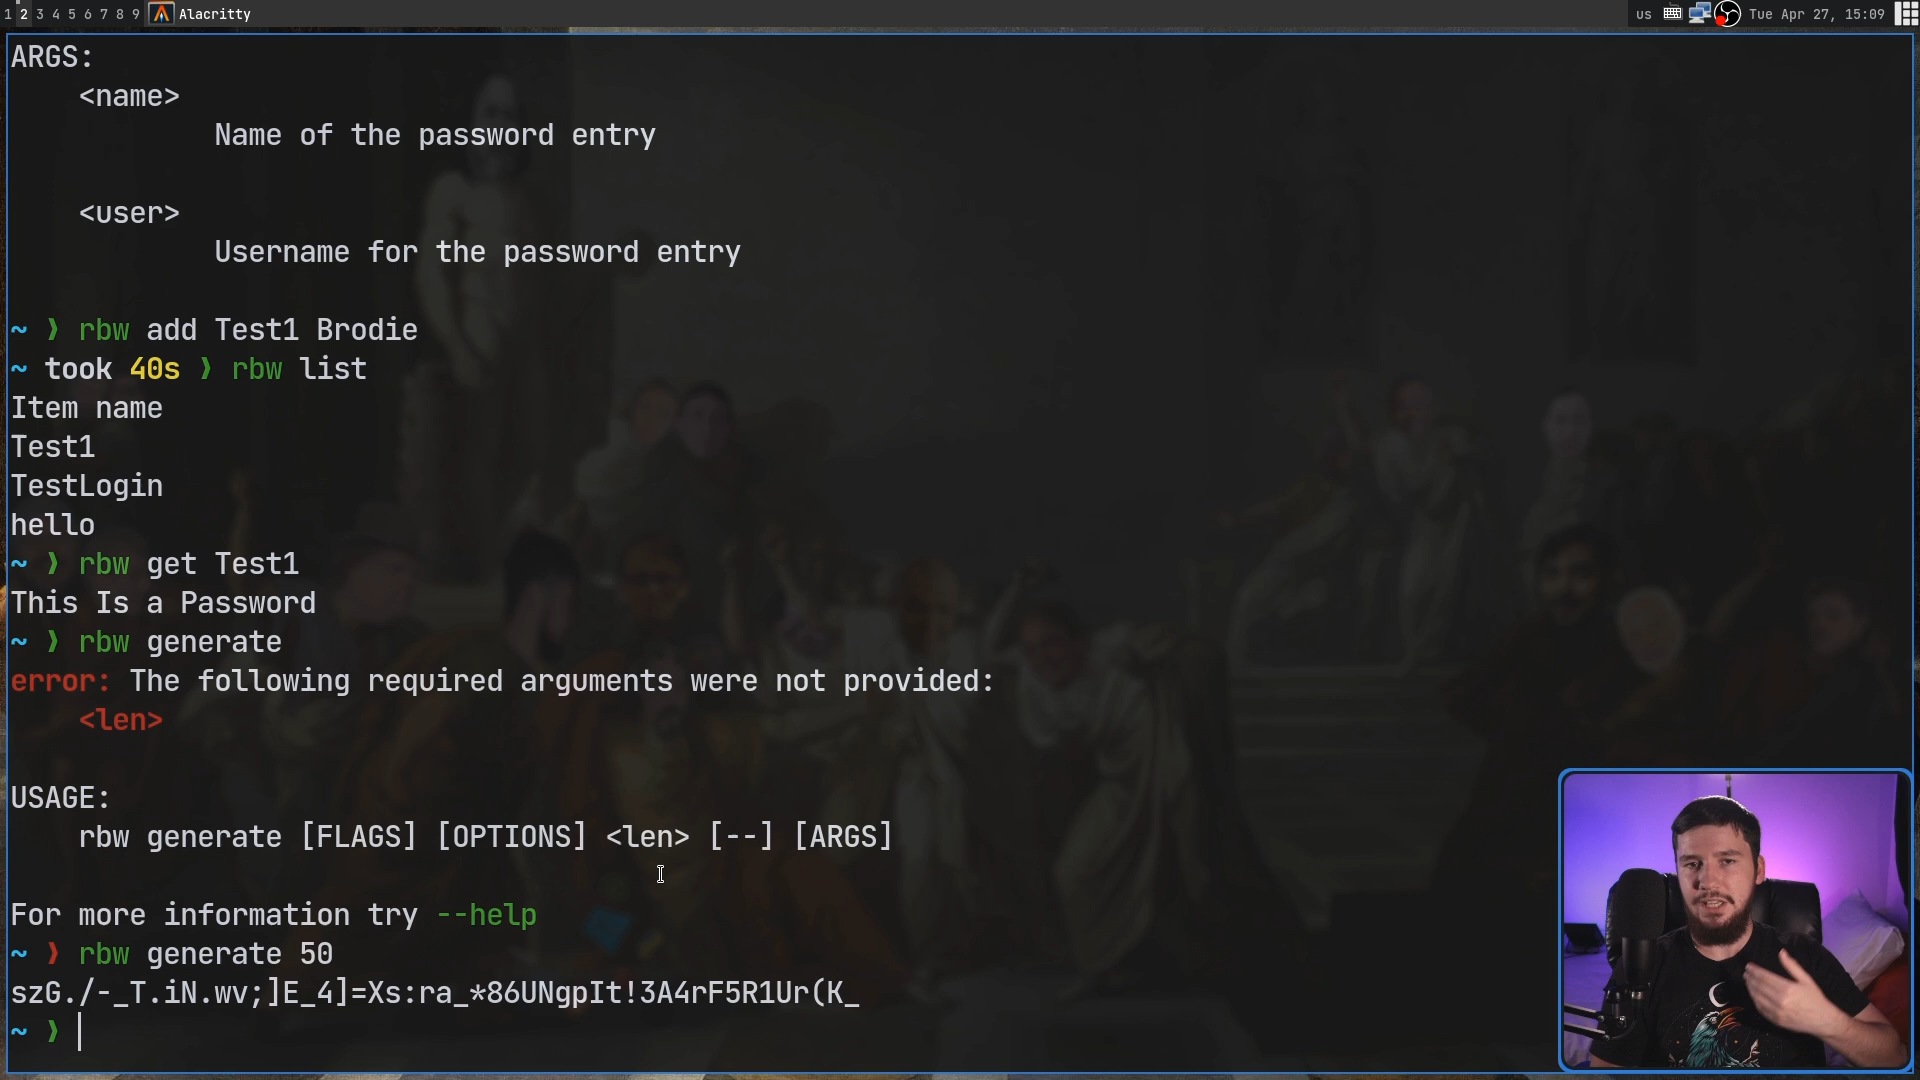 1 2 3 4 5 6 7 8 9 Alacritty us Tue Apr 27, 15:09
ARGS:
<name>
Name of the password entry
<user>
Username for the password entry
~ ❯ rbw add Test1 Brodie
~ took 40s ❯ rbw list
Item name
Test1
TestLogin
hello
~ ❯ rbw get Test1
This Is a Password
~ ❯ rbw generate
error: The following required arguments were not provided:
<len>
USAGE:
rbw generate [FLAGS] [OPTIONS] <len> [--] [ARGS]
For more information try --help
~ ❯ rbw generate 50
szG./-_T.iN.wv;]E_4]=Xs:ra_*86UNgpIt!3A4rF5R1Ur(K_
~ ❯